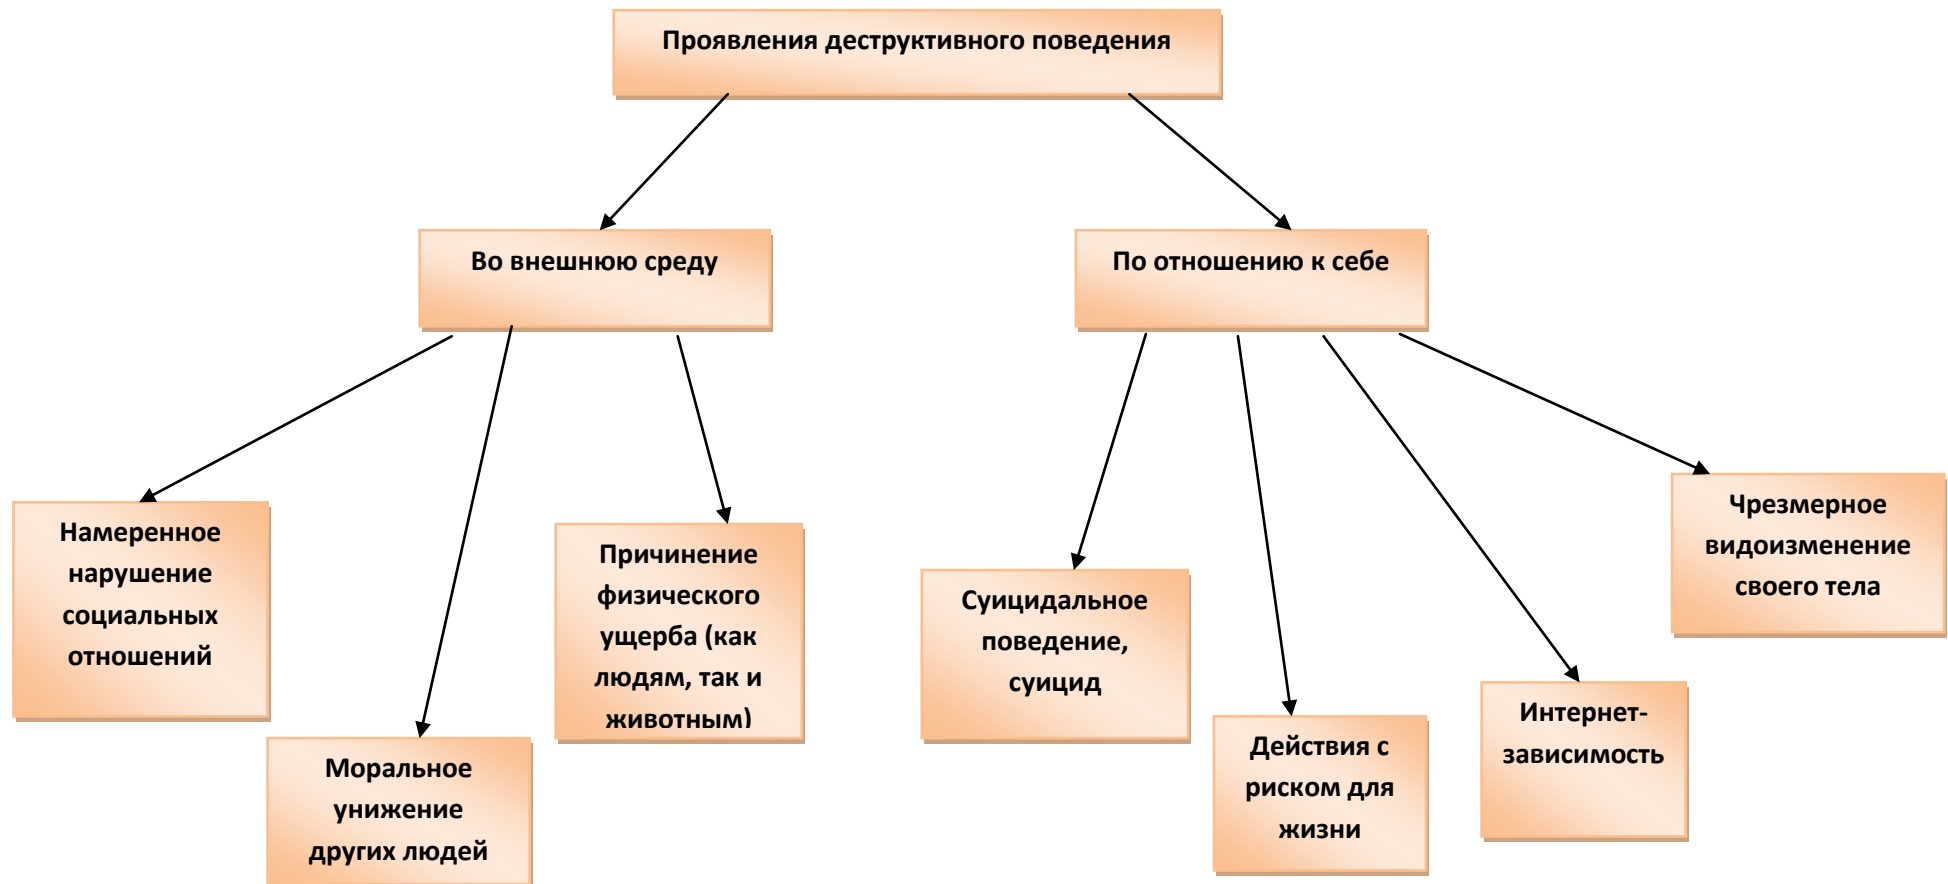 Проявления деструктивного поведения
Во внешнюю среду
По отношению к себе
Намеренное
нарушение
социальных
отношений
Моральное
унижение
других людей
Причинение
физического
ущерба (как
людям, так и
животным)
Суицидальное
поведение,
суицид
Действия с
риском для
жизни
Интернет-
зависимость
Чрезмерное
видоизменение
своего тела